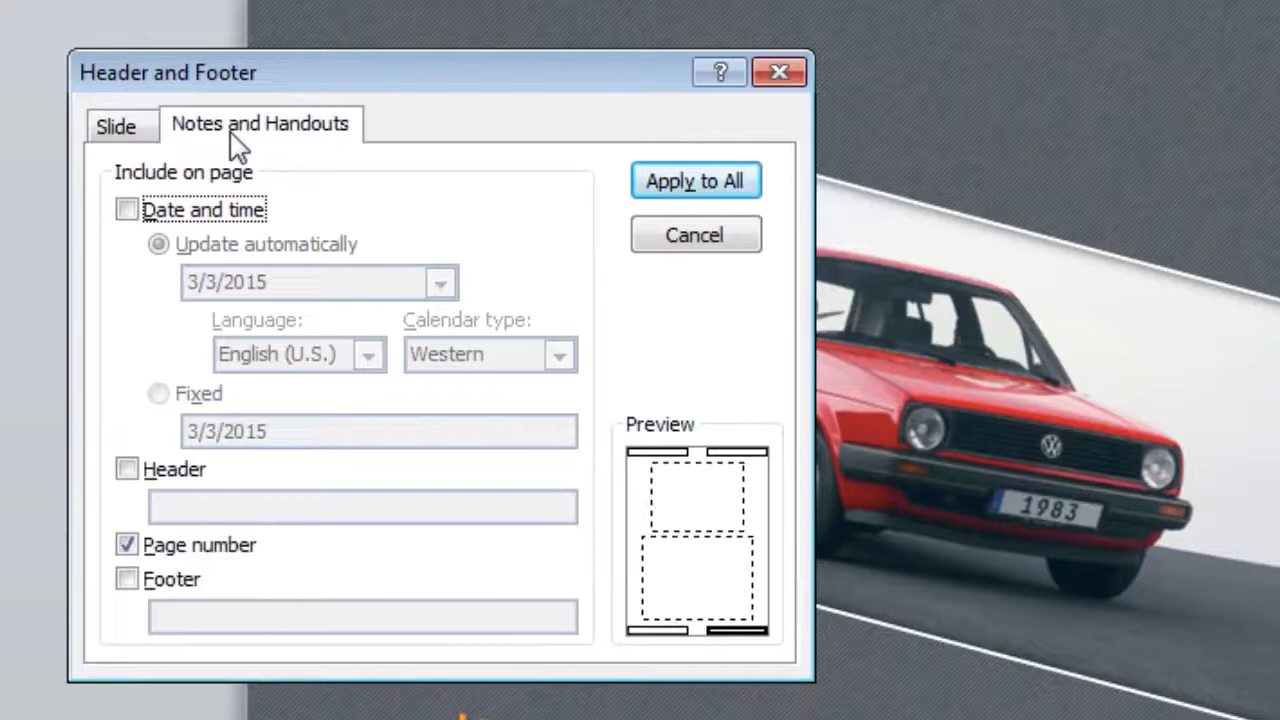 Header and Footer
Slide
Notes and Handouts
Include on page
Date and time
Update automatically
3/3/2015
Language:
Calendar type:
English (U.S.)
Western
Fixed
3/3/2015
Header
Page number
Footer
Apply to All
Cancel
Preview
1983